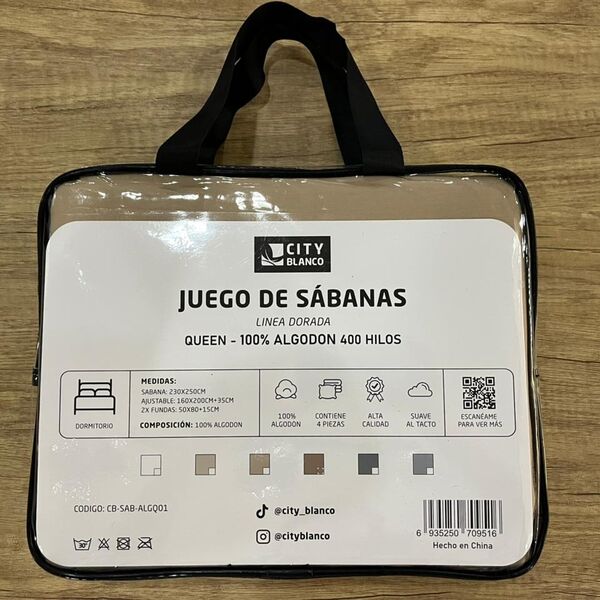 CITY
BLANCO
JUEGO DE SÁBANAS
LINEA DORADA
QUEEN - 100% ALGODON 400 HILOS
DORMITORIO
MEDIDAS:
SABANA: 230X250CM
AJUSTABLE: 160X200CM+35CM
2X FUNDAS: 50X80+15CM
COMPOSICIÓN: 100% ALGODON
100%
ALGODON
CONTIENE
4 PIEZAS
ALTA
CALIDAD
SUAVE
AL TACTO
ESCANÉAME
PARA VER MÁS
CODIGO: CB-SAB-ALGQ01
@city_blanco
@cityblanco
30°
6 935250 709516
Hecho en China